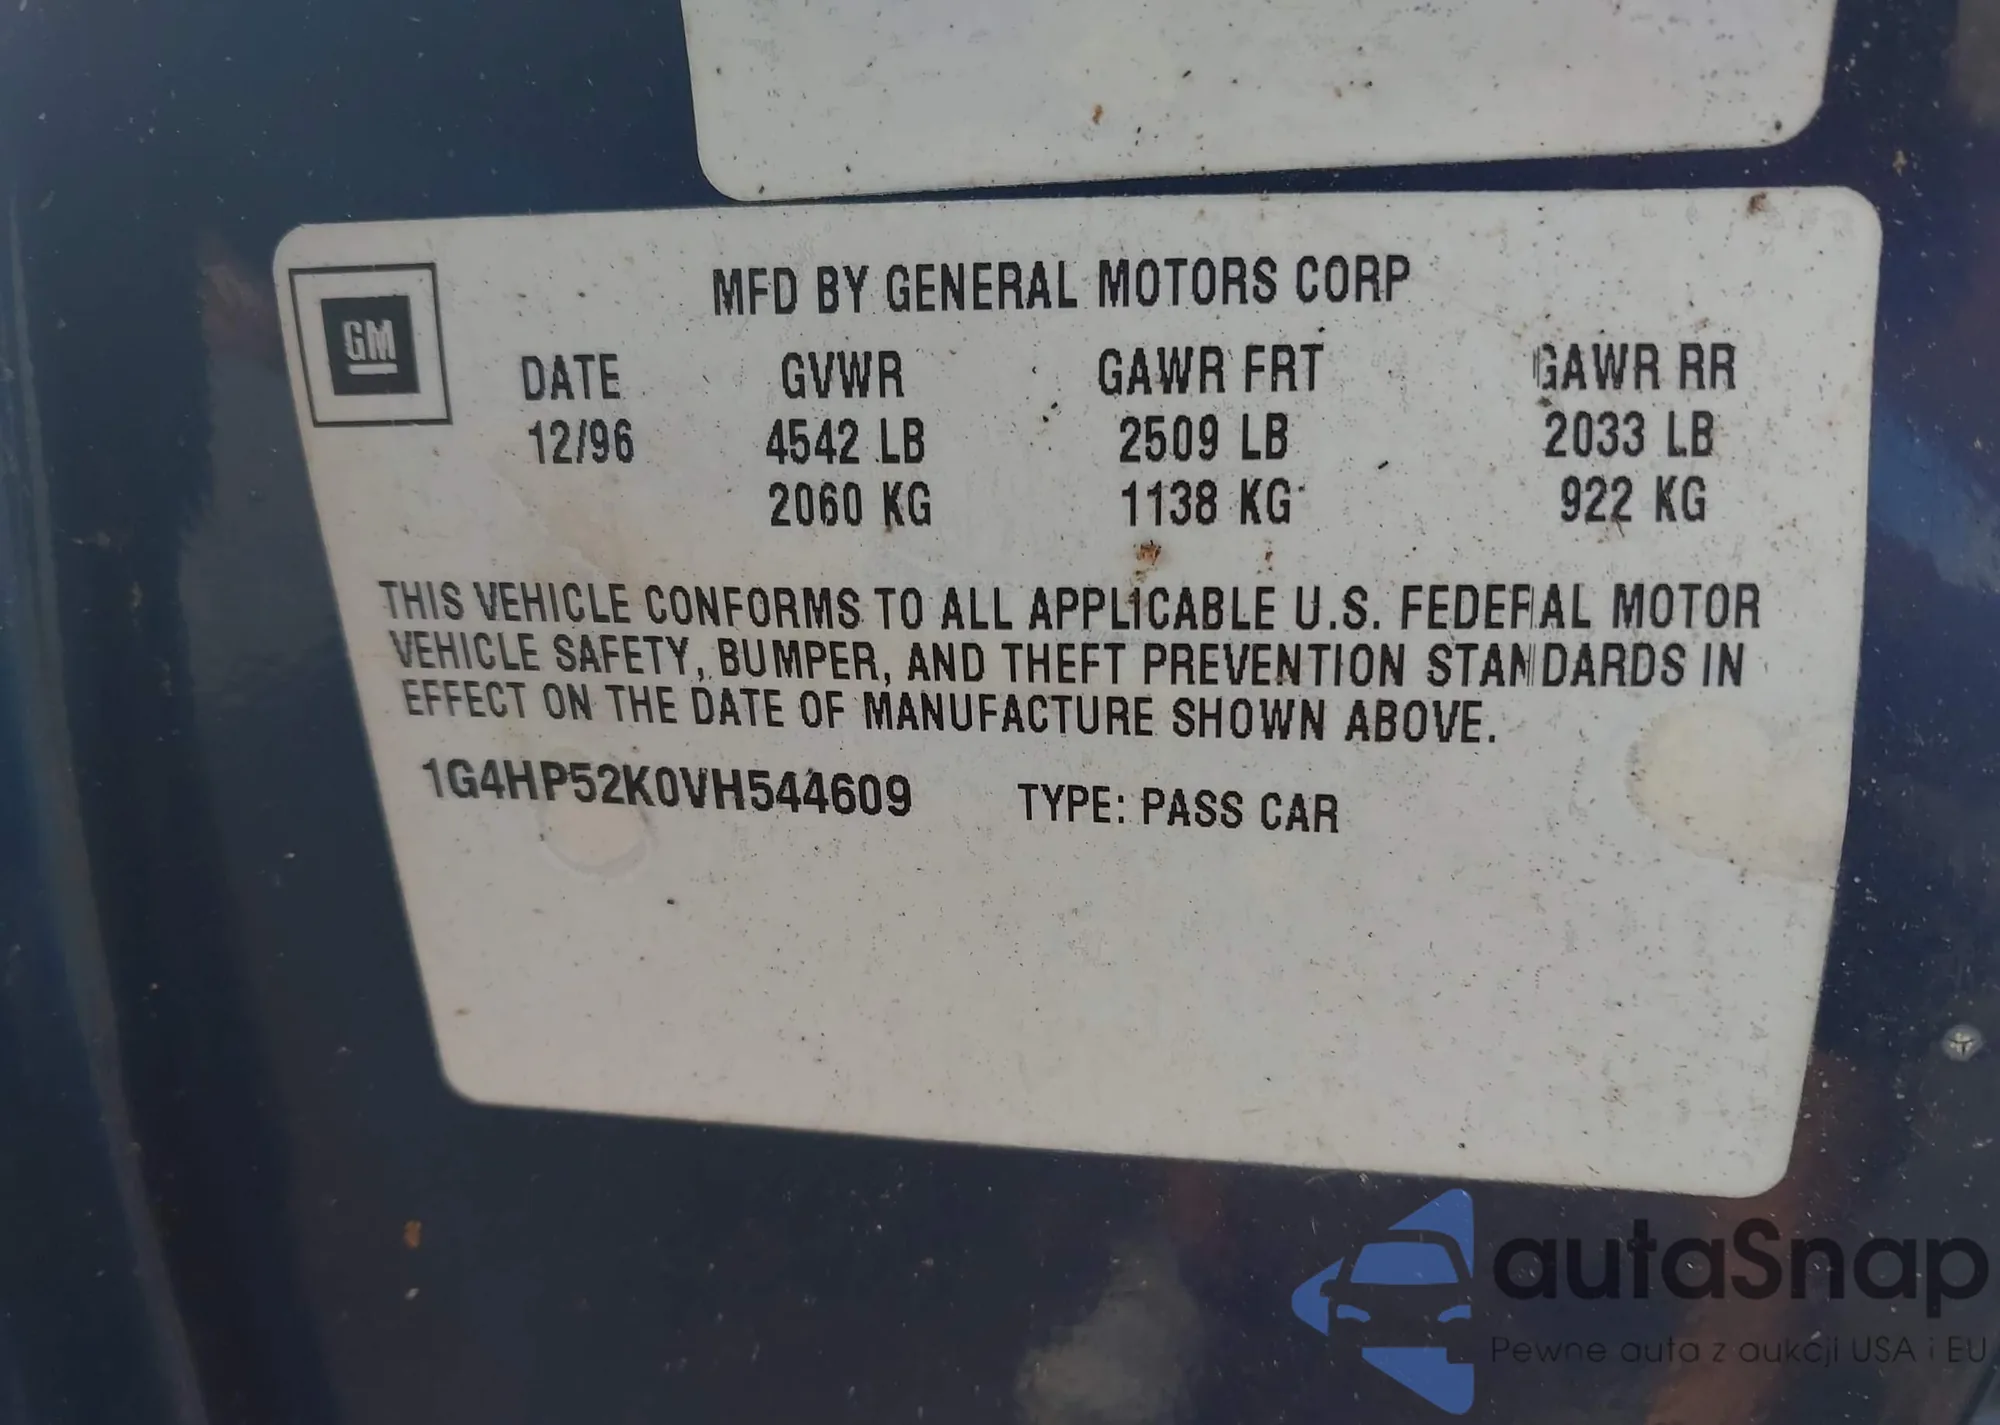 MFD BY GENERAL MOTORS CORP
GM
DATE GVWR GAWR FRT GAWR RR
12/96 4542 LB 2509 LB 2033 LB
2060 KG 1138 KG 922 KG
THIS VEHICLE CONFORMS TO ALL APPLICABLE U.S. FEDERAL MOTOR
VEHICLE SAFETY, BUMPER, AND THEFT PREVENTION STANDARDS IN
EFFECT ON THE DATE OF MANUFACTURE SHOWN ABOVE.
1G4HP52K0VH544609 TYPE: PASS CAR
autaSnap
Pewne auta z aukcji USA i EU